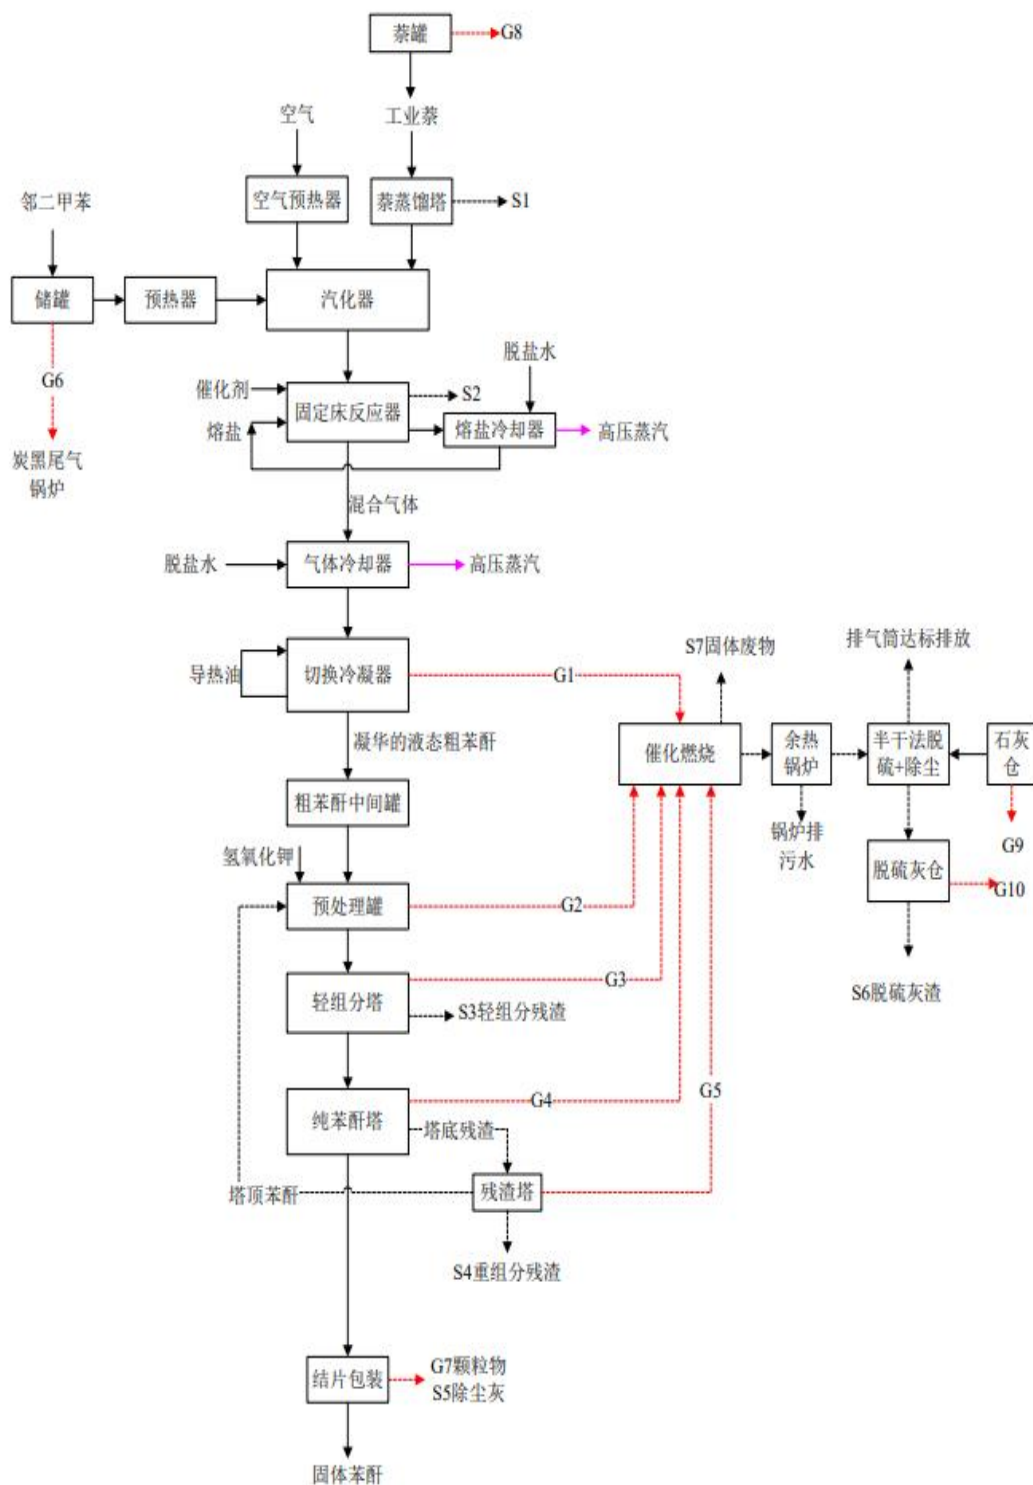 萘罐
G8
工业萘
空气
空气预热器
萘蒸馏塔
S1
邻二甲苯
储罐
预热器
汽化器
G6
炭黑尾气
锅炉
催化剂
熔盐
固定床反应器
S2
脱盐水
熔盐冷却器
高压蒸汽
混合气体
脱盐水
气体冷却器
高压蒸汽
导热油
切换冷凝器
G1
S7固体废物
排气筒达标排放
催化燃烧
余热
锅炉
半干法脱
硫+除尘
石灰
仓
凝华的液态粗苯酐
粗苯酐中间罐
锅炉排
污水
G9
脱硫灰仓
G10
氢氧化钾
预处理罐
G2
轻组分塔
G3
S3轻组分残渣
S6脱硫灰渣
纯苯酐塔
G4
G5
塔底残渣
塔顶苯酐
残渣塔
S4重组分残渣
结片包装
G7颗粒物
S5除尘灰
固体苯酐